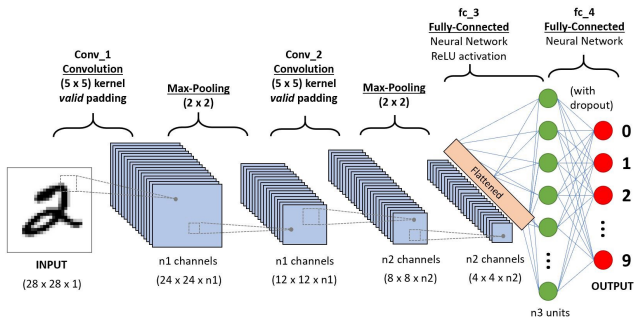 fc_3
Fully-Connected
Neural Network
ReLU activation
fc_4
Fully-Connected
Neural Network
Conv_1
Convolution
(5 x 5) kernel
valid padding
Max-Pooling
(2 x 2)
Conv_2
Convolution
(5 x 5) kernel
valid padding
Max-Pooling
(2 x 2)
(with
dropout)
Flattened
0
1
2
9
INPUT
(28 x 28 x 1)
n1 channels
(24 x 24 x n1)
n1 channels
(12 x 12 x n1)
n2 channels
(8 x 8 x n2)
n2 channels
(4 x 4 x n2)
OUTPUT
n3 units